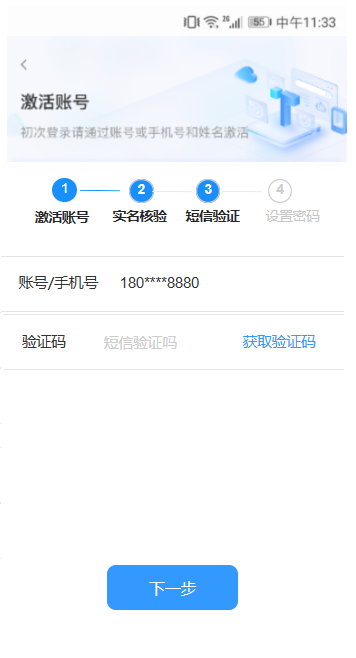 2G 55 中午11:33
激活账号
初次登录请通过账号或手机号和姓名激活
1 2 3 4
激活账号 实名核验 短信验证 设置密码
账号/手机号 180****8880
验证码 短信验证吗 获取验证码
下一步